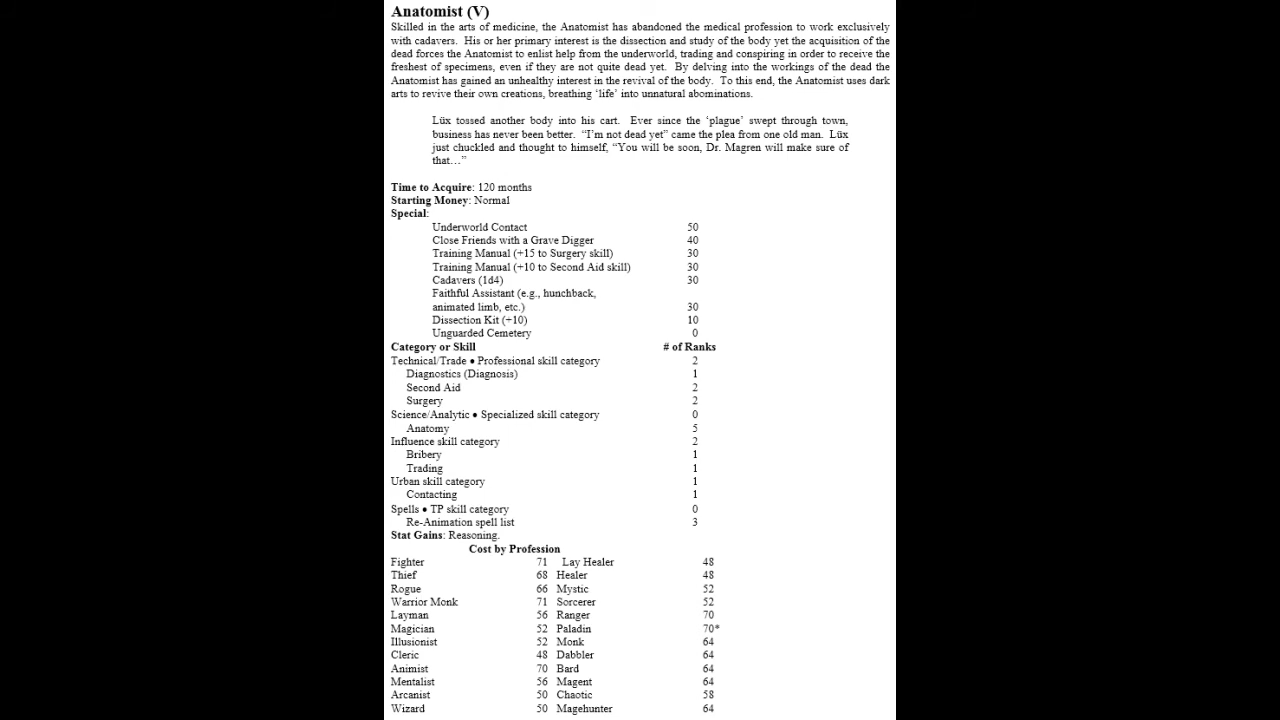 Anatomist (V)
Skilled in the arts of medicine, the Anatomist has abandoned the medical profession to work exclusively
with cadavers. His or her primary interest is the dissection and study of the body yet the acquisition of the
dead forces the Anatomist to enlist help from the underworld, trading and conspiring in order to receive the
freshest of specimens, even if they are not quite dead yet. By delving into the workings of the dead the
Anatomist has gained an unhealthy interest in the revival of the body. To this end, the Anatomist uses dark
arts to revive their own creations, breathing ‘life’ into unnatural abominations.
Lüx tossed another body into his cart. Ever since the ‘plague’ swept through town,
business has never been better. “I’m not dead yet” came the plea from one old man. Lüx
just chuckled and thought to himself, “You will be soon, Dr. Magren will make sure of
that…”
Time to Acquire: 120 months
Starting Money: Normal
Special:
Underworld Contact 50
Close Friends with a Grave Digger 40
Training Manual (+15 to Surgery skill) 30
Training Manual (+10 to Second Aid skill) 30
Cadavers (1d4) 30
Faithful Assistant (e.g., hunchback,
animated limb, etc.) 30
Dissection Kit (+10) 10
Unguarded Cemetery 0
Category or Skill # of Ranks
Technical/Trade • Professional skill category 2
Diagnostics (Diagnosis) 1
Second Aid 2
Surgery 2
Science/Analytic • Specialized skill category 0
Anatomy 5
Influence skill category 2
Bribery 1
Trading 1
Urban skill category 1
Contacting 1
Spells • TP skill category 0
Re-Animation spell list 3
Stat Gains: Reasoning.
Cost by Profession
Fighter 71 Lay Healer 48
Thief 68 Healer 48
Rogue 66 Mystic 52
Warrior Monk 71 Sorcerer 52
Layman 56 Ranger 70
Magician 52 Paladin 70*
Illusionist 52 Monk 64
Cleric 48 Dabbler 64
Animist 70 Bard 64
Mentalist 56 Magent 64
Arcanist 50 Chaotic 58
Wizard 50 Magehunter 64